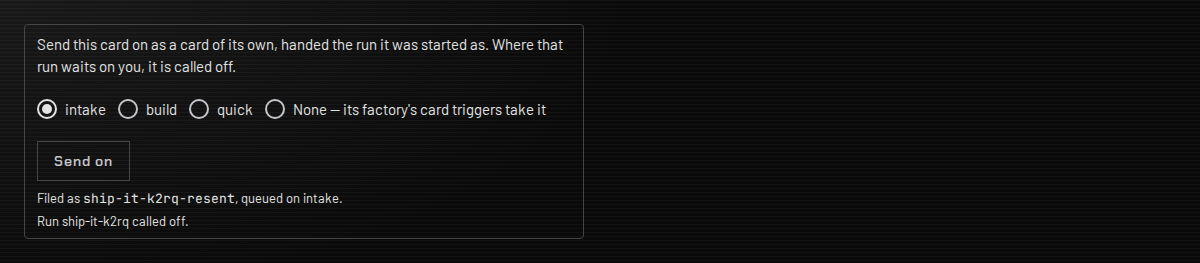 Send this card on as a card of its own, handed the run it was started as. Where that
run waits on you, it is called off.
intake build quick None — its factory's card triggers take it
Send on
Filed as ship-it-k2rq-resent, queued on intake.
Run ship-it-k2rq called off.